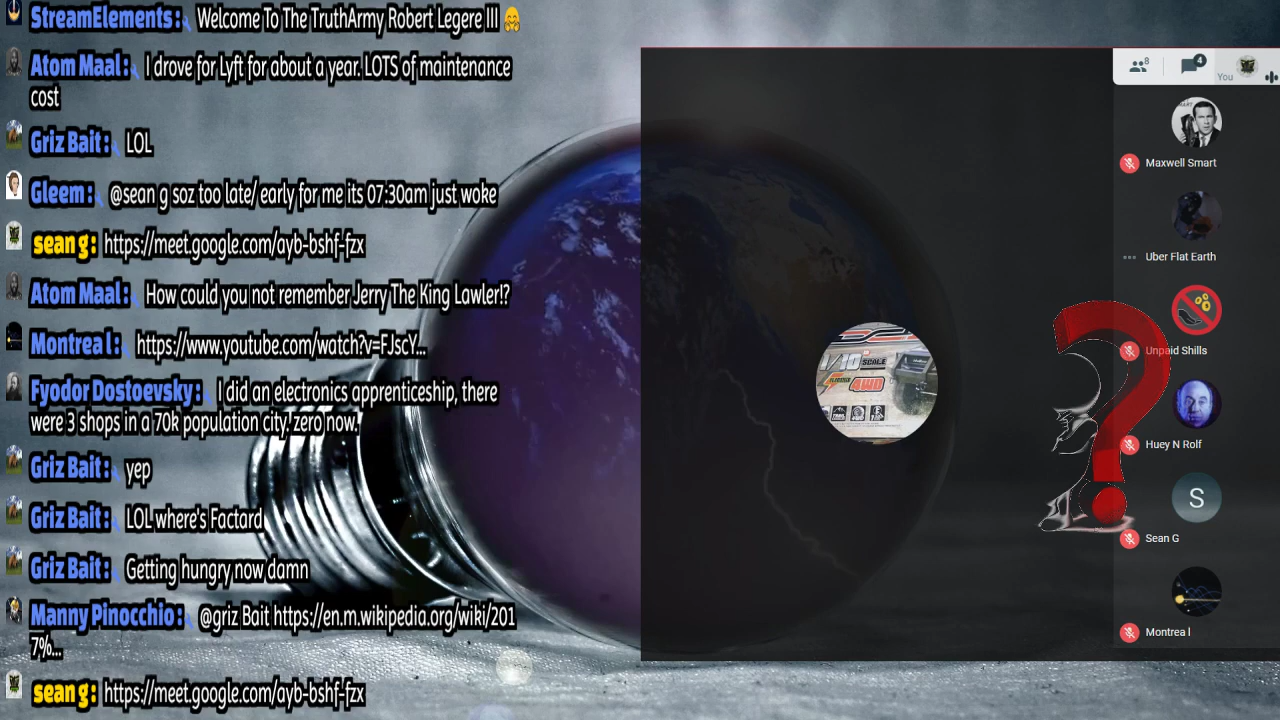 StreamElements: Welcome To The TruthArmy Robert Legere III 🤗
Atom Maal: I drove for Lyft for about a year. LOTS of maintenance
cost
Griz Bait: LOL
Gleem: @sean g soz too late/ early for me its 07:30am just woke
sean g: https://meet.google.com/ayb-bshf-fzx
Atom Maal: How could you not remember Jerry The King Lawler!?
Montrea l: https://www.youtube.com/watch?v=FJscY...
Fyodor Dostoevsky: I did an electronics apprenticeship, there
were 3 shops in a 70k population city. zero now.
Griz Bait: yep
Griz Bait: LOL where's Factard
Griz Bait: Getting hungry now damn
Manny Pinocchio: @griz Bait https://en.m.wikipedia.org/wiki/201
7%...
sean g: https://meet.google.com/ayb-bshf-fzx
1/10 SCALE
4WD
8
4
You
Maxwell Smart
Uber Flat Earth
Unpaid Shills
Huey N Rolf
S
Sean G
Montrea l
?